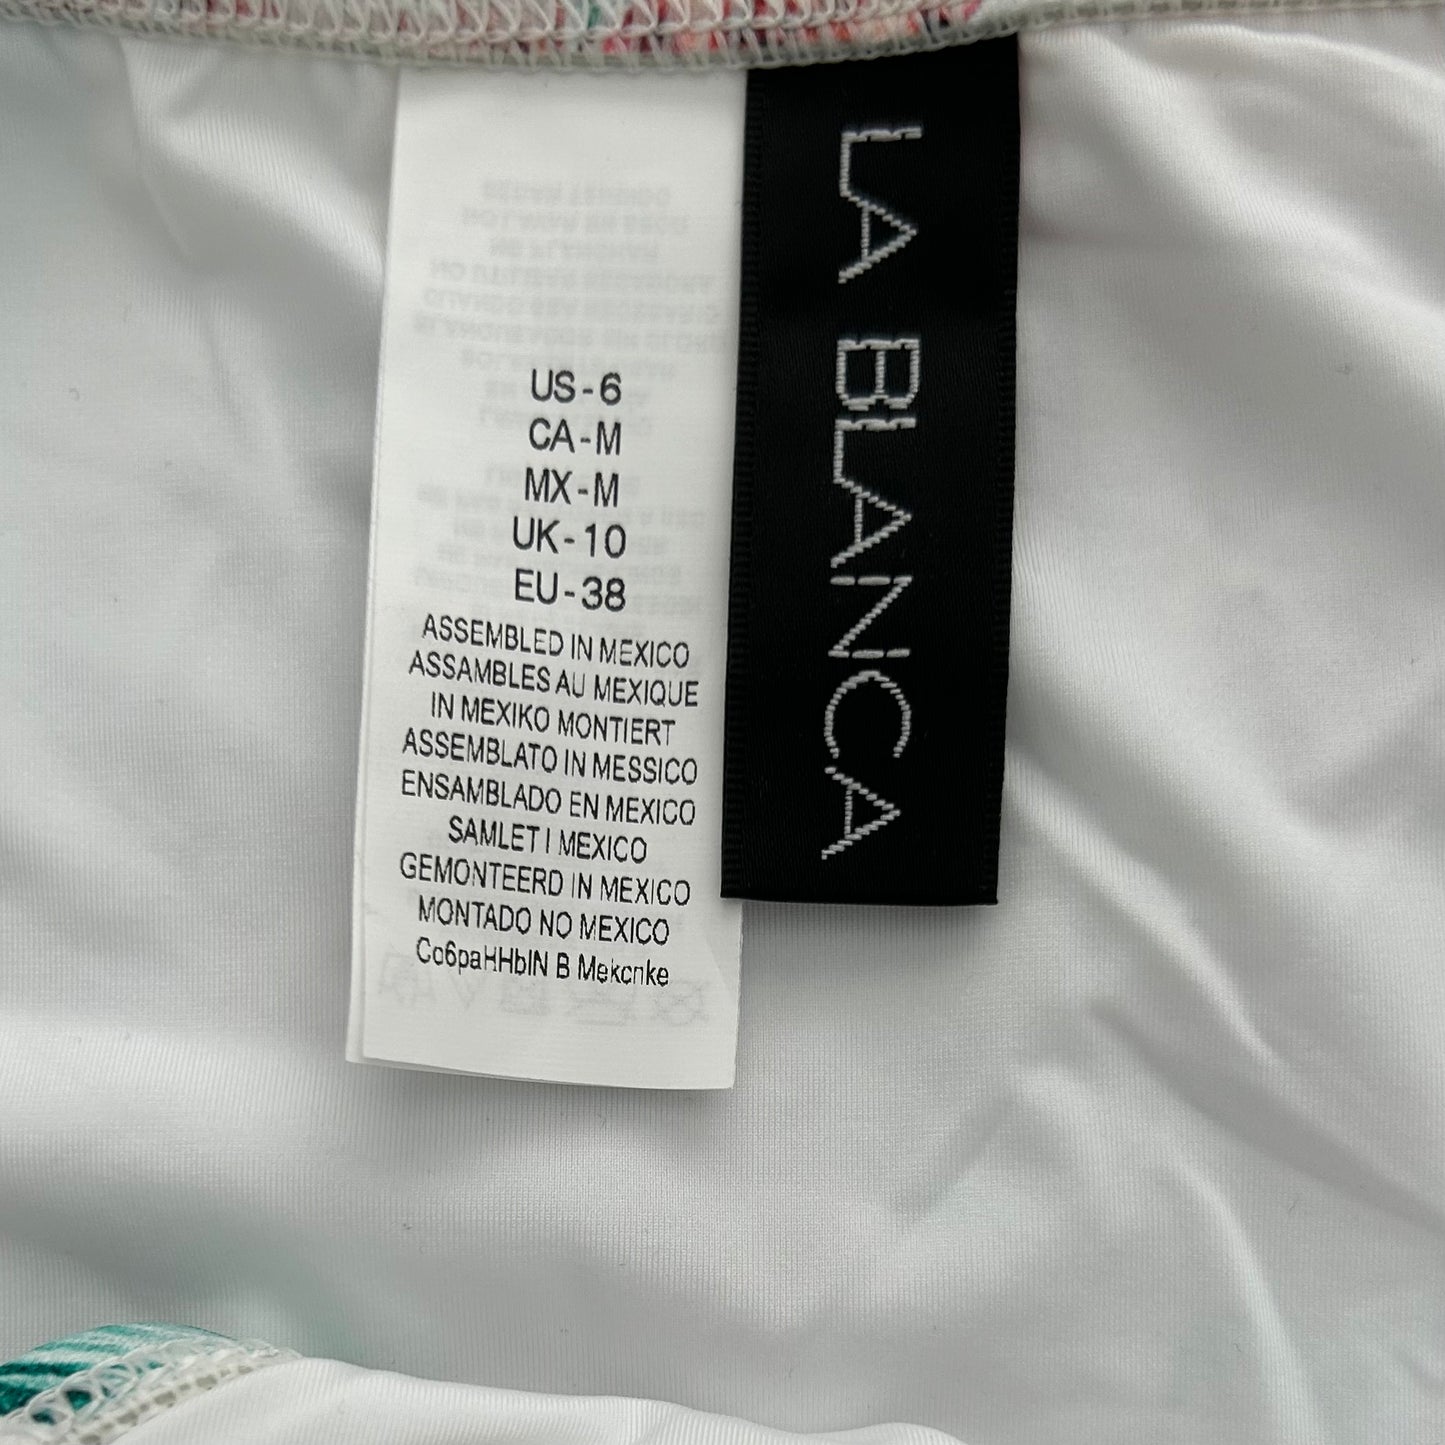 US-6
CA-M
MX-M
UK-10
EU-38
ASSEMBLED IN MEXICO
ASSAMBLES AU MEXIQUE
IN MEXIKO MONTIERT
ASSEMBLATO IN MESSICO
ENSAMBLADO EN MEXICO
SAMLET I MEXICO
GEMONTEERD IN MEXICO
MONTADO NO MEXICO
Co6paHHbIN B Mekcnke
LA BLANCA